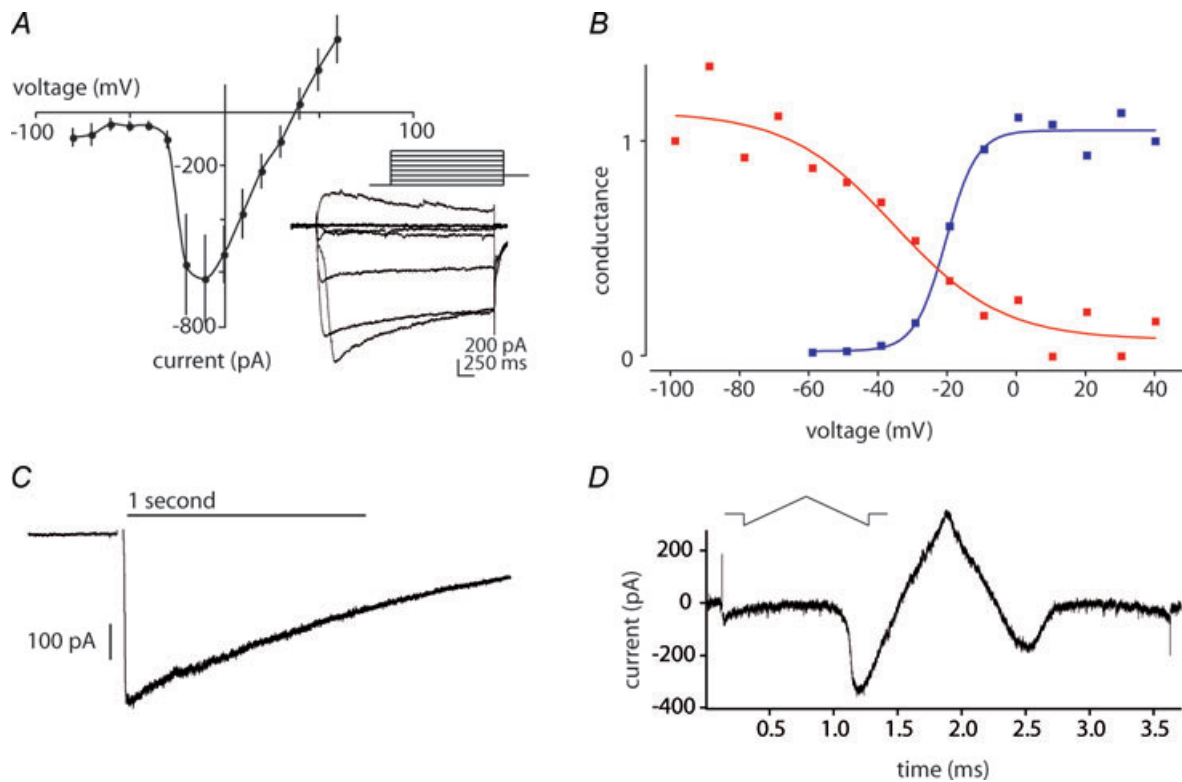 A
voltage (mV)
-100
100
-200
-800
current (pA)
200 pA
250 ms
B
conductance
1
0
-100 -80 -60 -40 -20 0 20 40
voltage (mV)
C
1 second
100 pA
D
current (pA)
200
0
-200
-400
0.5 1.0 1.5 2.0 2.5 3.0 3.5
time (ms)